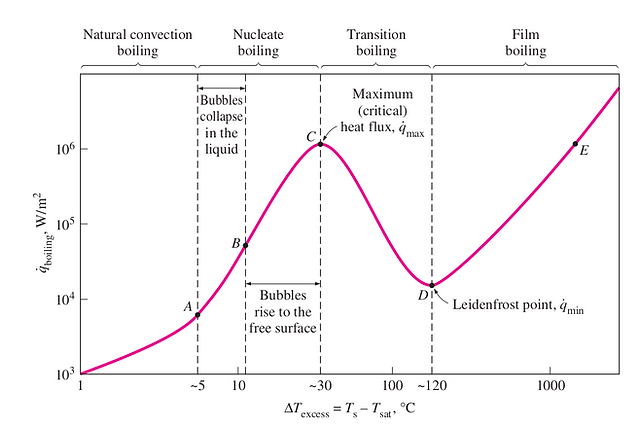 Natural convection
boiling
Nucleate
boiling
Transition
boiling
Film
boiling
Bubbles
collapse
in the
liquid
Maximum
(critical)
heat flux, q̇max
C
E
B
A
D
Bubbles
rise to the
free surface
Leidenfrost point, q̇min
q̇boiling, W/m²
10⁶
10⁵
10⁴
10³
1
~5
10
~30
100
~120
1000
ΔTexcess = Ts – Tsat, °C